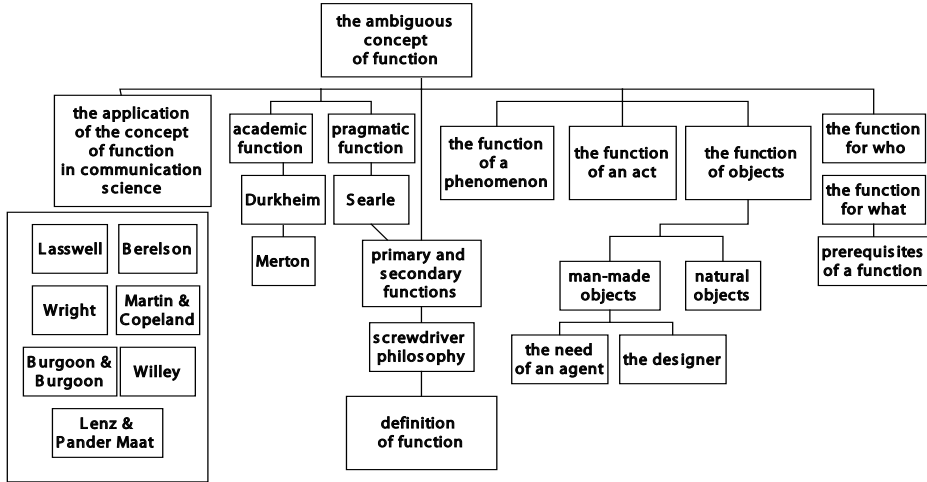 the ambiguous
concept
of function
the application
of the concept
of function
in communication
science
academic
function
pragmatic
function
the function
of a
phenomenon
the function
of an act
the function
of objects
the function
for who
Durkheim
Searle
the function
for what
Lasswell
Berelson
Merton
primary and
secondary
functions
man-made
objects
natural
objects
prerequisites
of a function
Wright
Martin &
Copeland
screwdriver
philosophy
the need
of an agent
the designer
Burgoon &
Burgoon
Willey
Lenz &
Pander Maat
definition
of function